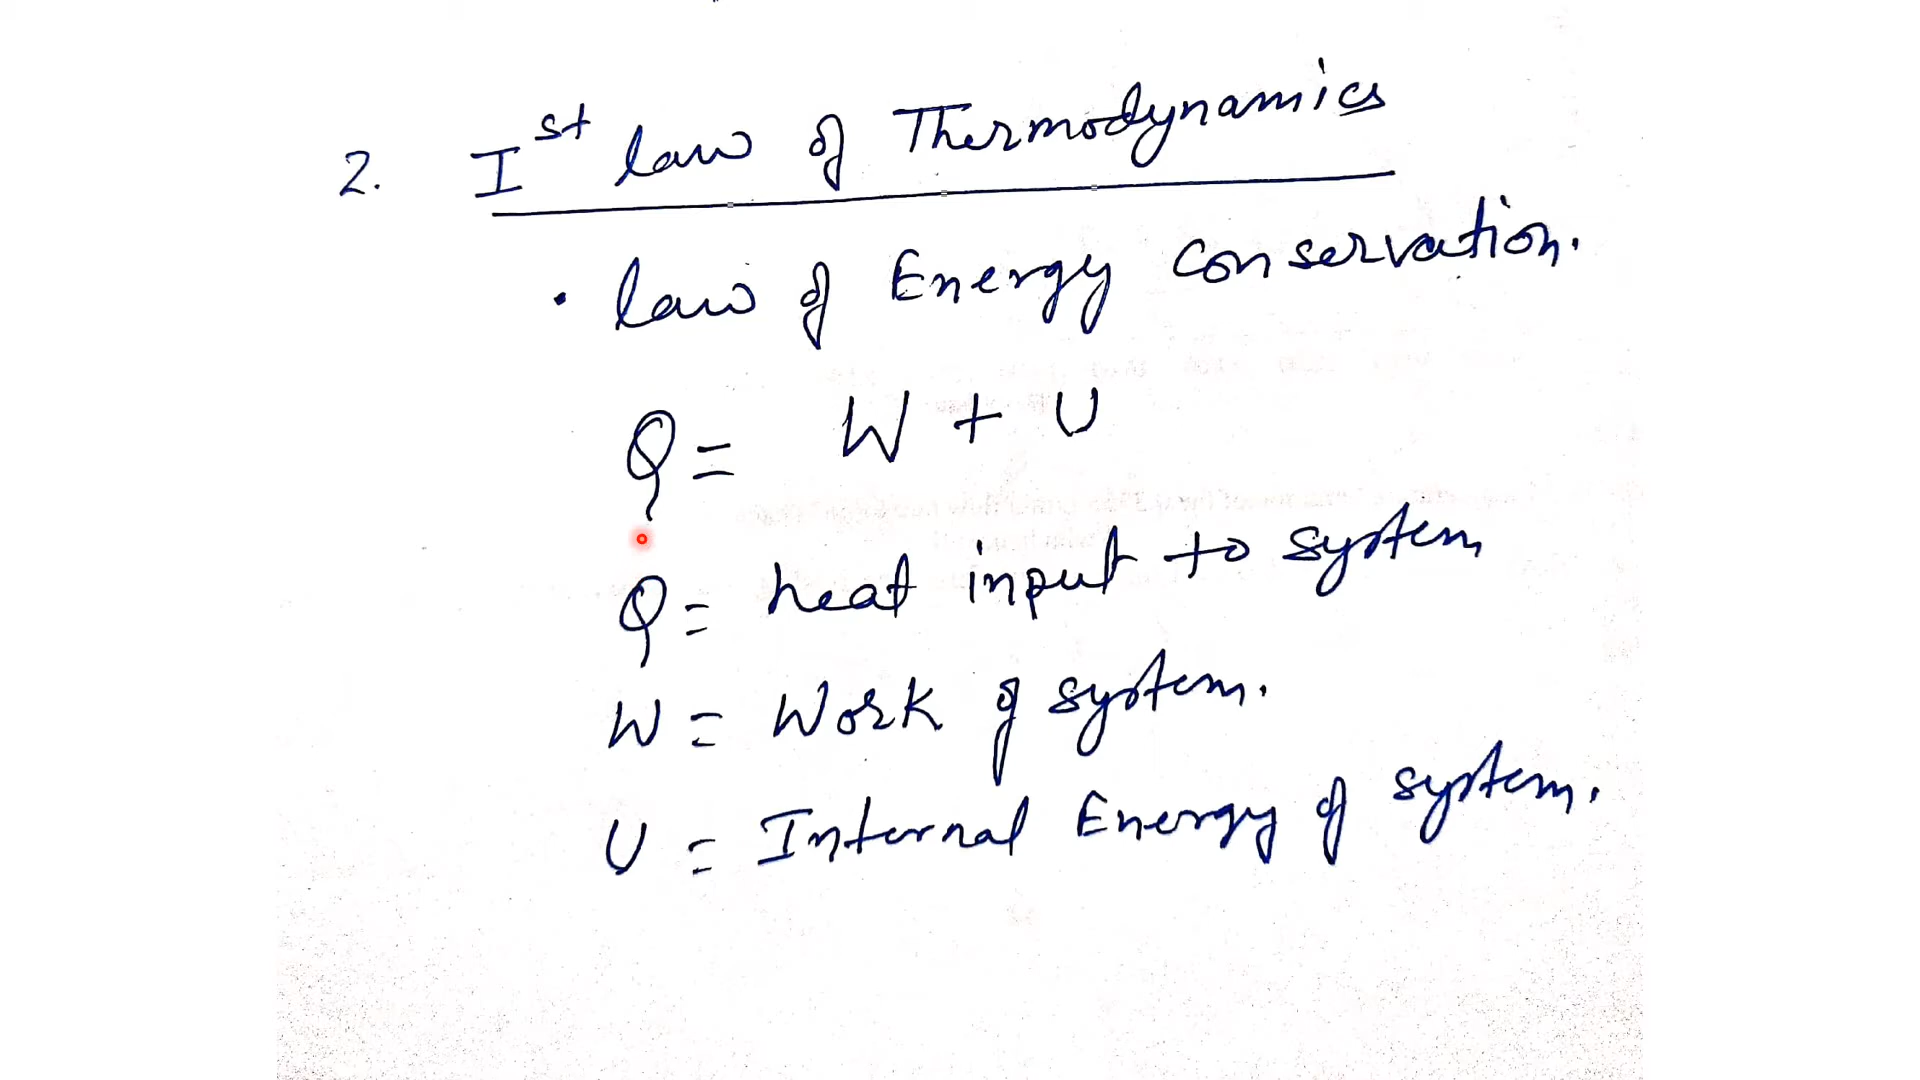 2. Ist law of Thermodynamics
• law of Energy conservation.
Q = W + U
Q = heat input to system
W = Work of system.
U = Internal Energy of system.